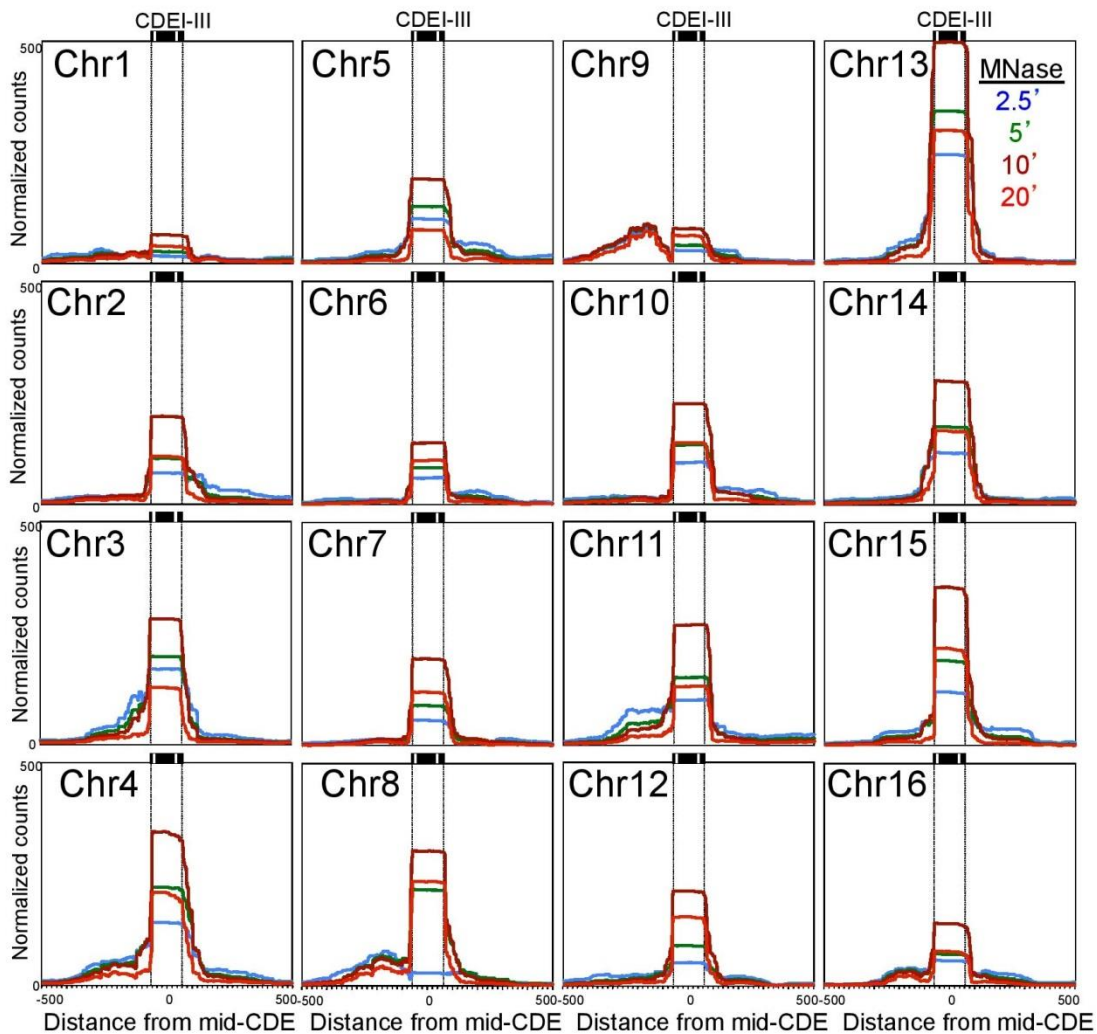 CDEI-III CDEI-III CDEI-III CDEI-III
500 Chr1 Chr5 Chr9 Chr13 MNase
2.5’
5’
10’
20’
Normalized counts
0
500 Chr2 Chr6 Chr10 Chr14
Normalized counts
0
500 Chr3 Chr7 Chr11 Chr15
Normalized counts
0
500 Chr4 Chr8 Chr12 Chr16
Normalized counts
0
-500 0 500 -500 0 500 -500 0 500 -500 0 500
Distance from mid-CDE Distance from mid-CDE Distance from mid-CDE Distance from mid-CDE